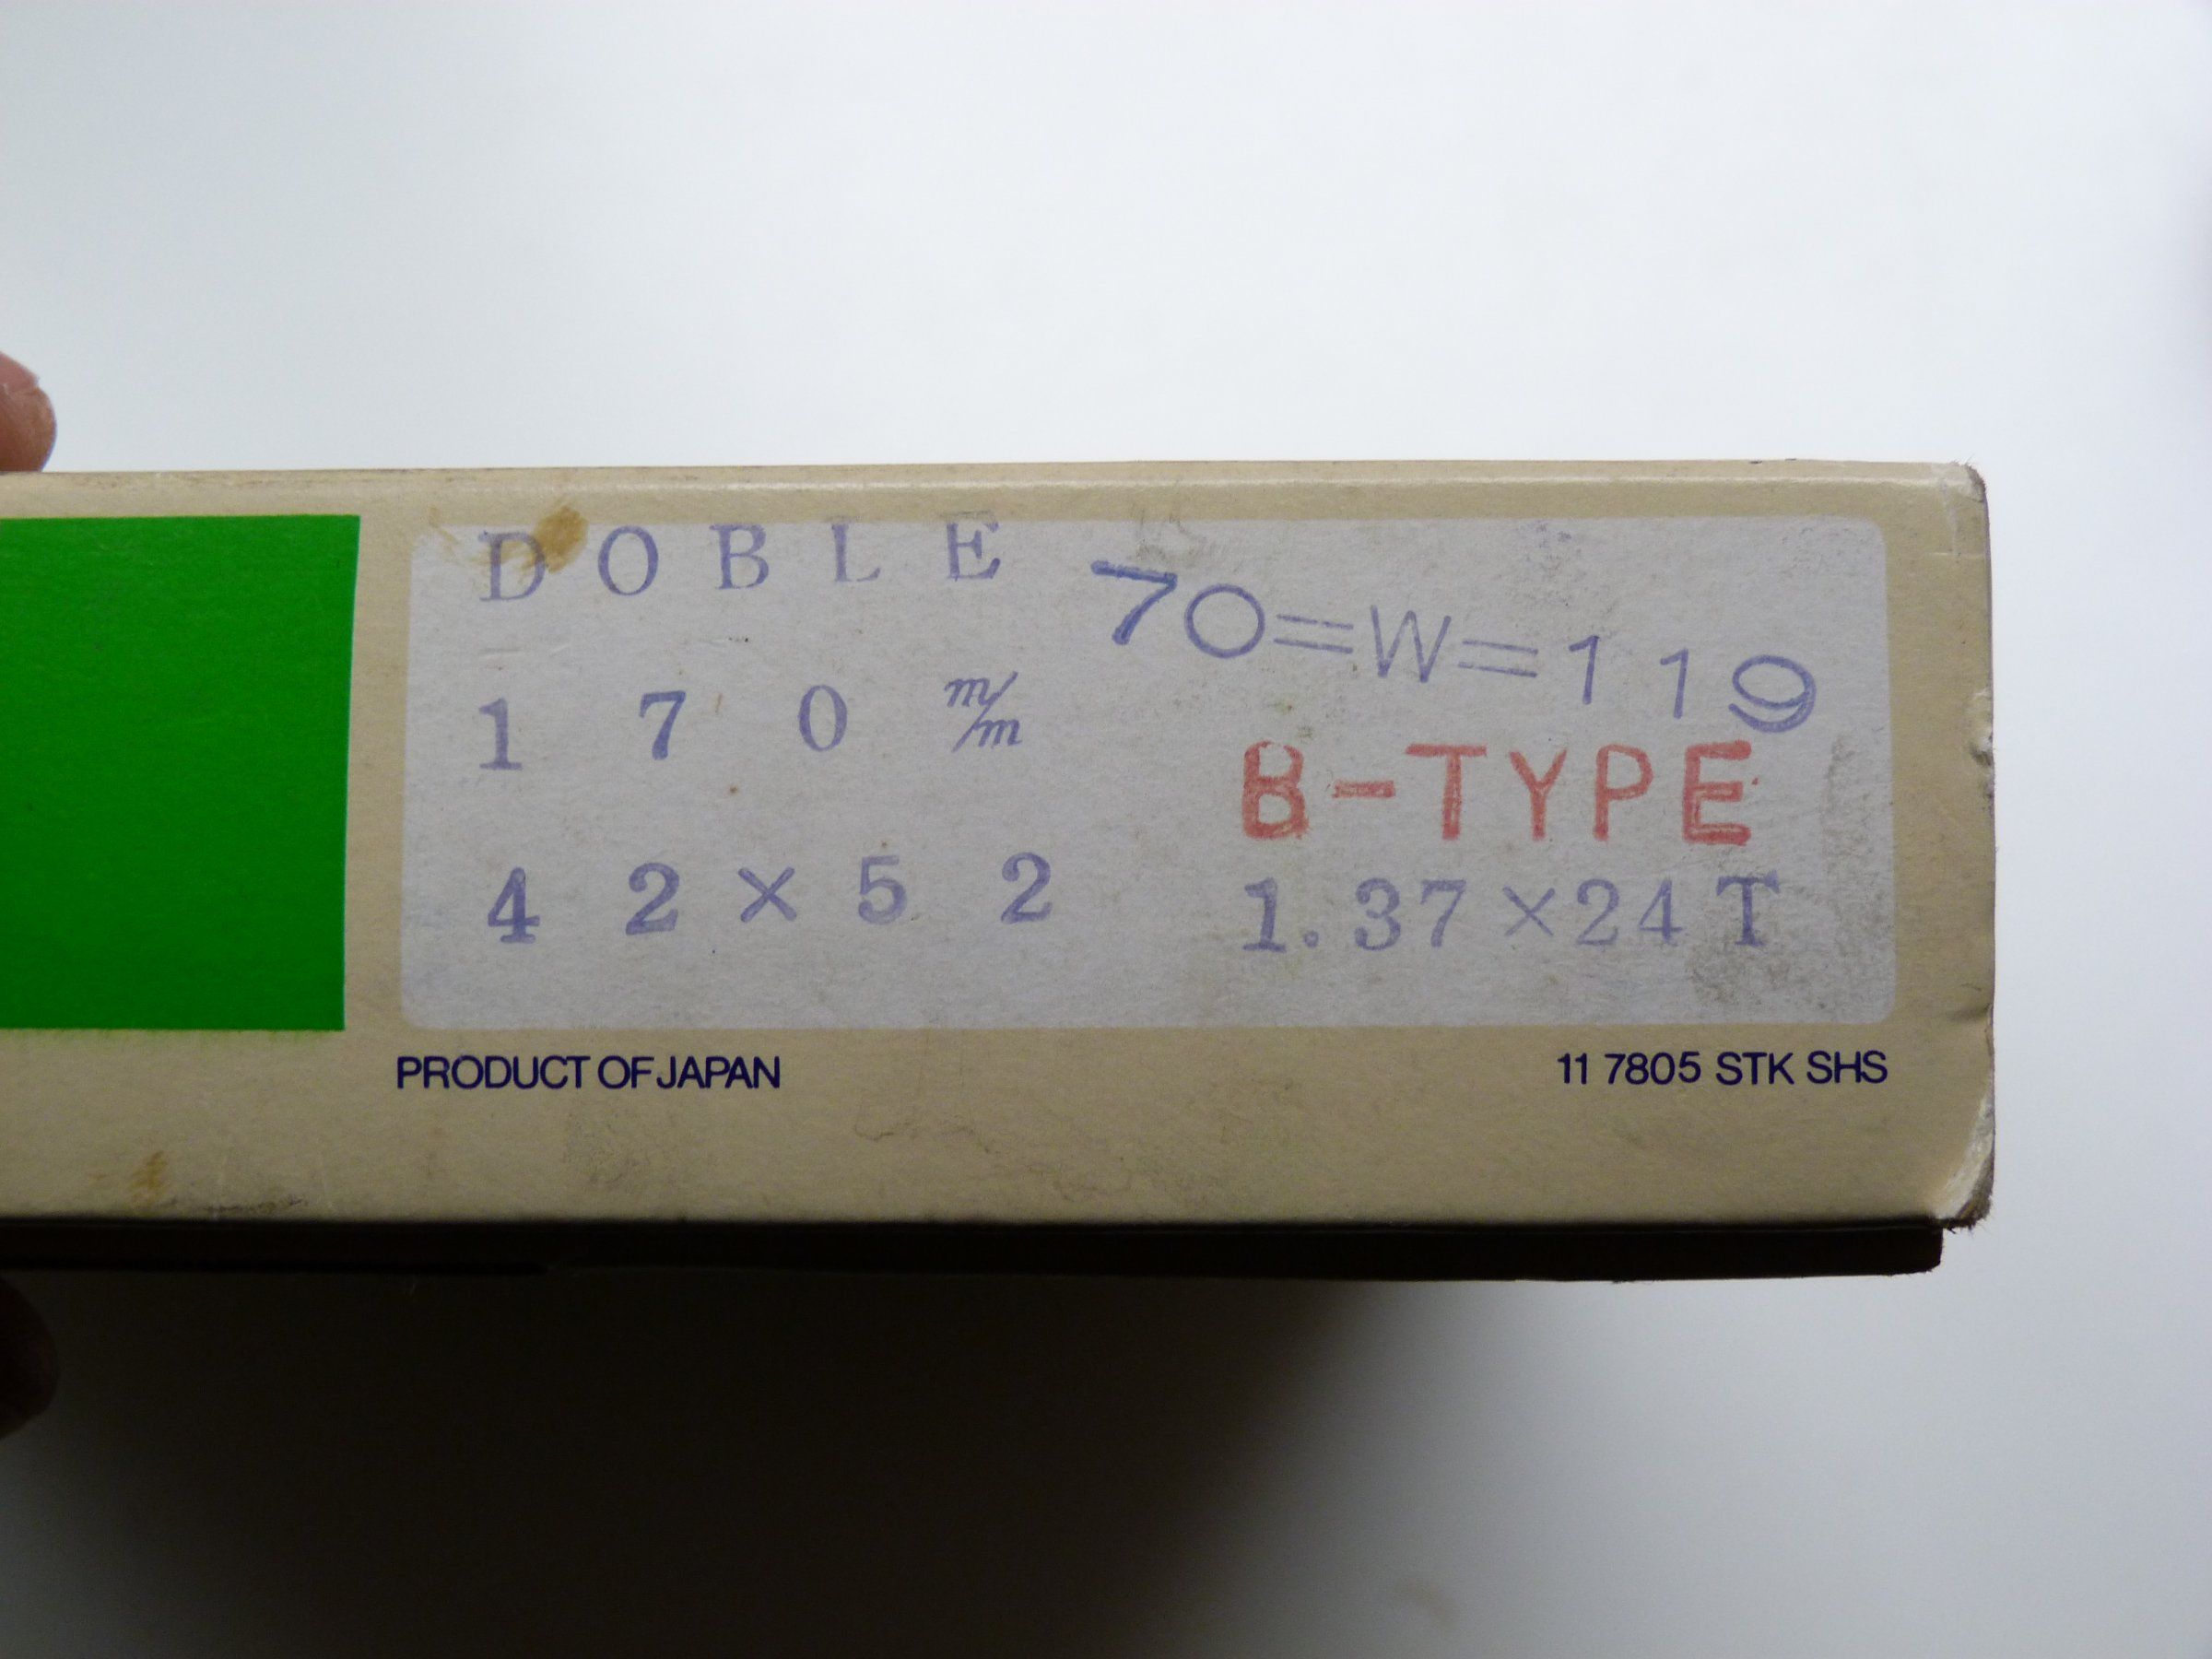 DOBLE
170 m/m
42×52
70=W=119
B-TYPE
1.37×24T
PRODUCT OF JAPAN
11 7805 STK SHS